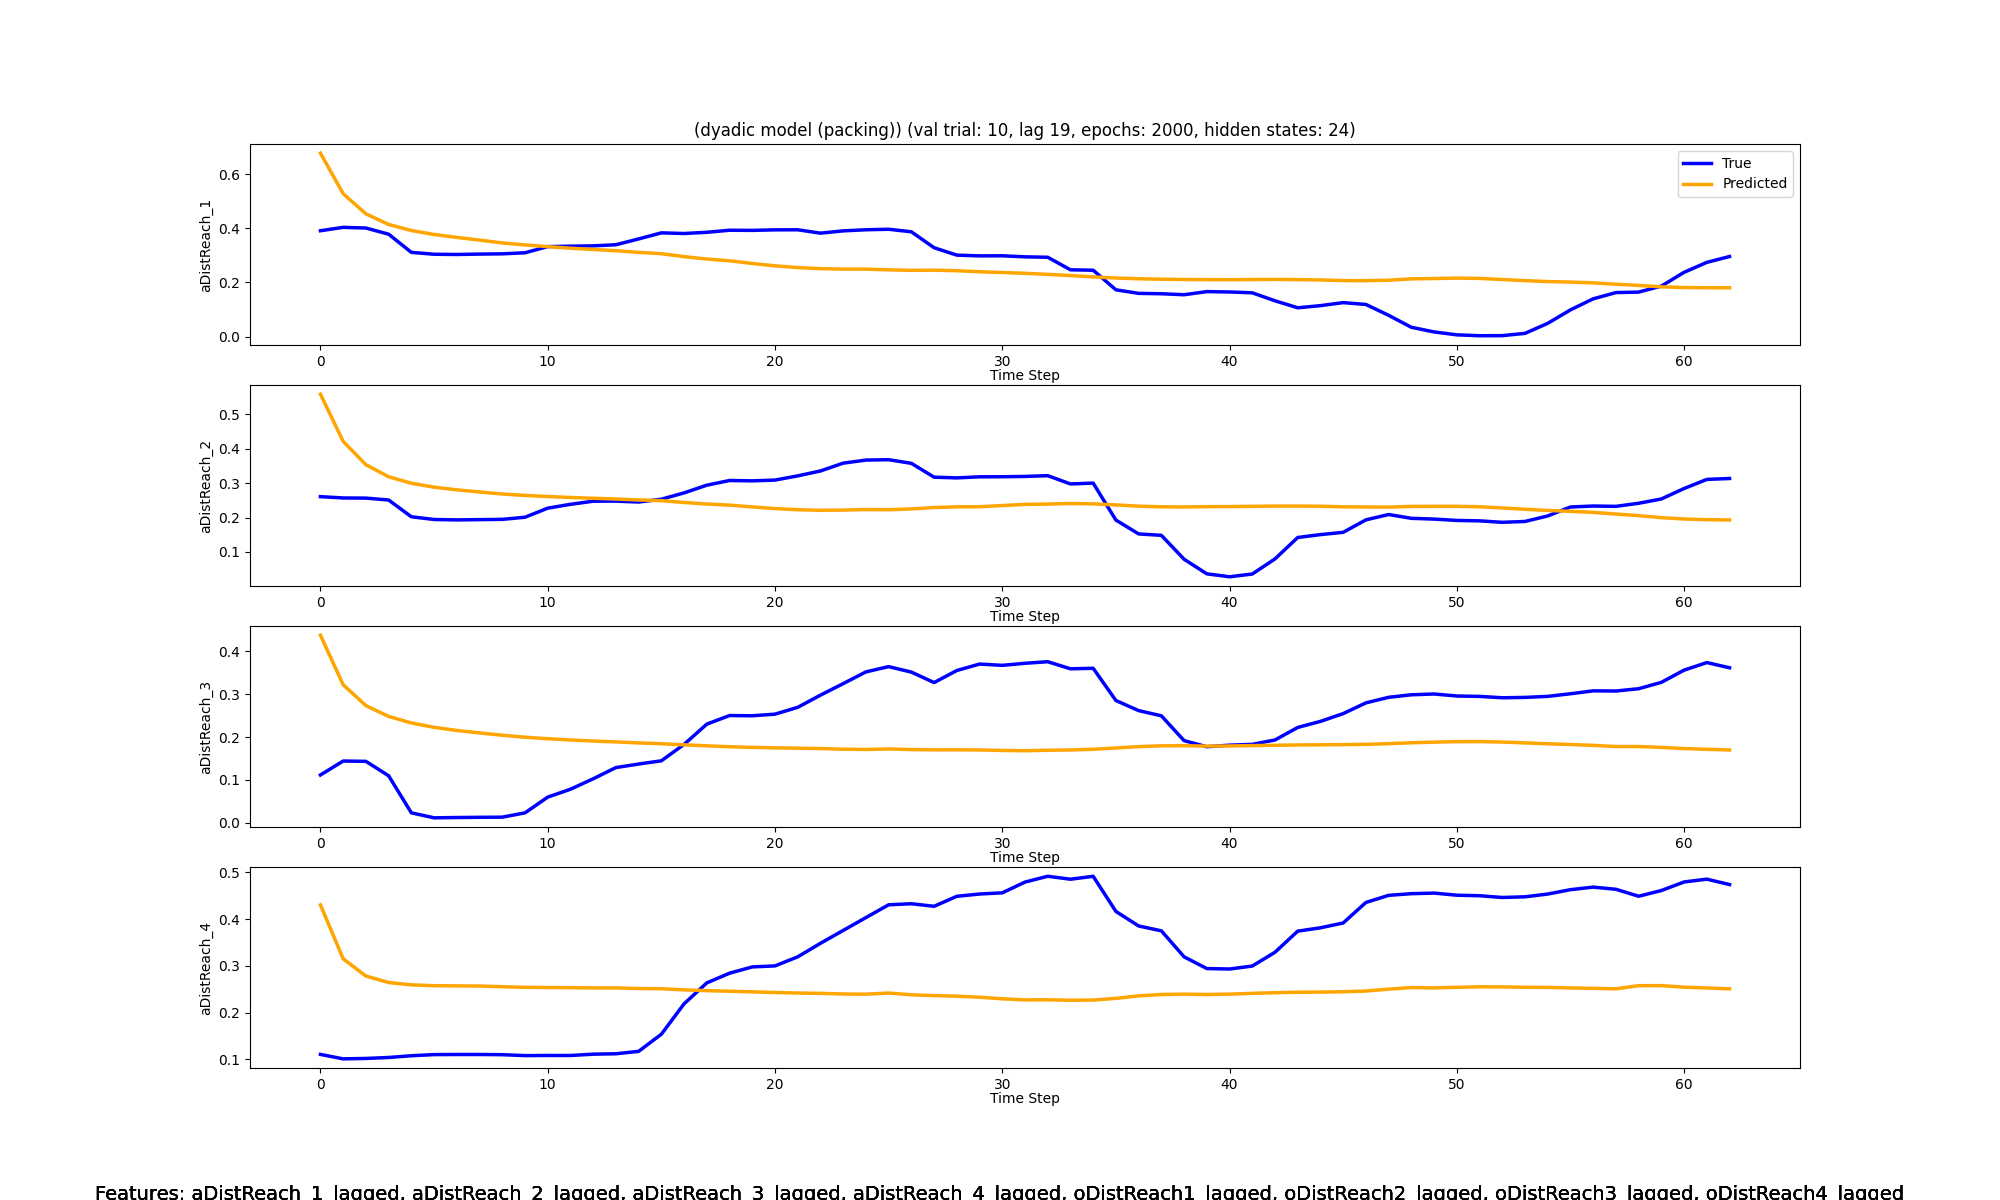 (dyadic model (packing)) (val trial: 10, lag 19, epochs: 2000, hidden states: 24)
True
Predicted
aDistReach_1
0.6
0.4
0.2
0.0
0 10 20 30 40 50 60
Time Step
aDistReach_2
0.5
0.4
0.3
0.2
0.1
0 10 20 30 40 50 60
Time Step
aDistReach_3
0.4
0.3
0.2
0.1
0.0
0 10 20 30 40 50 60
Time Step
aDistReach_4
0.5
0.4
0.3
0.2
0.1
0 10 20 30 40 50 60
Time Step
Features: aDistReach_1_lagged, aDistReach_2_lagged, aDistReach_3_lagged, aDistReach_4_lagged, oDistReach1_lagged, oDistReach2_lagged, oDistReach3_lagged, oDistReach4_lagged